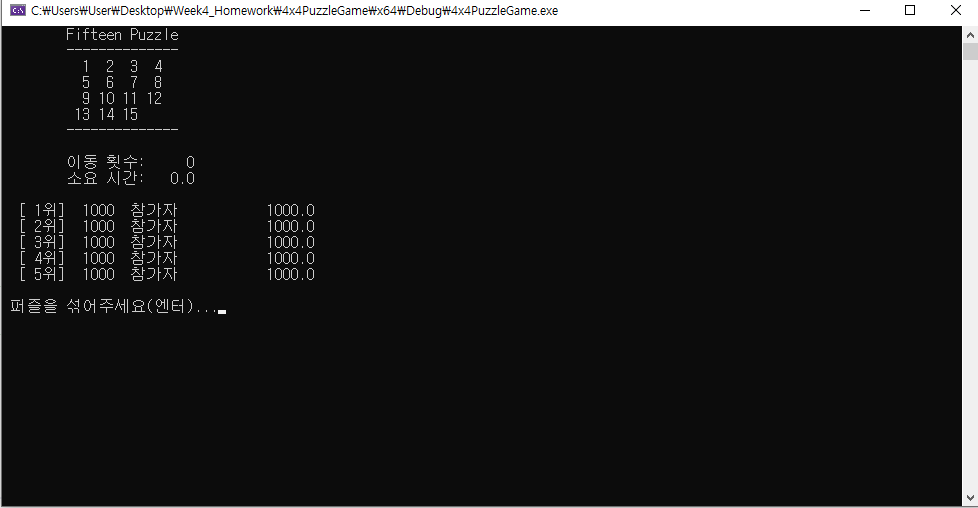 C:\Users\User\Desktop\Week4_Homework\4x4PuzzleGame\x64\Debug\4x4PuzzleGame.exe
Fifteen Puzzle
--------------
1 2 3 4
5 6 7 8
9 10 11 12
13 14 15
--------------
이동 횟수: 0
소요 시간: 0.0
[ 1위] 1000 참가자 1000.0
[ 2위] 1000 참가자 1000.0
[ 3위] 1000 참가자 1000.0
[ 4위] 1000 참가자 1000.0
[ 5위] 1000 참가자 1000.0
퍼즐을 섞어주세요(엔터)...